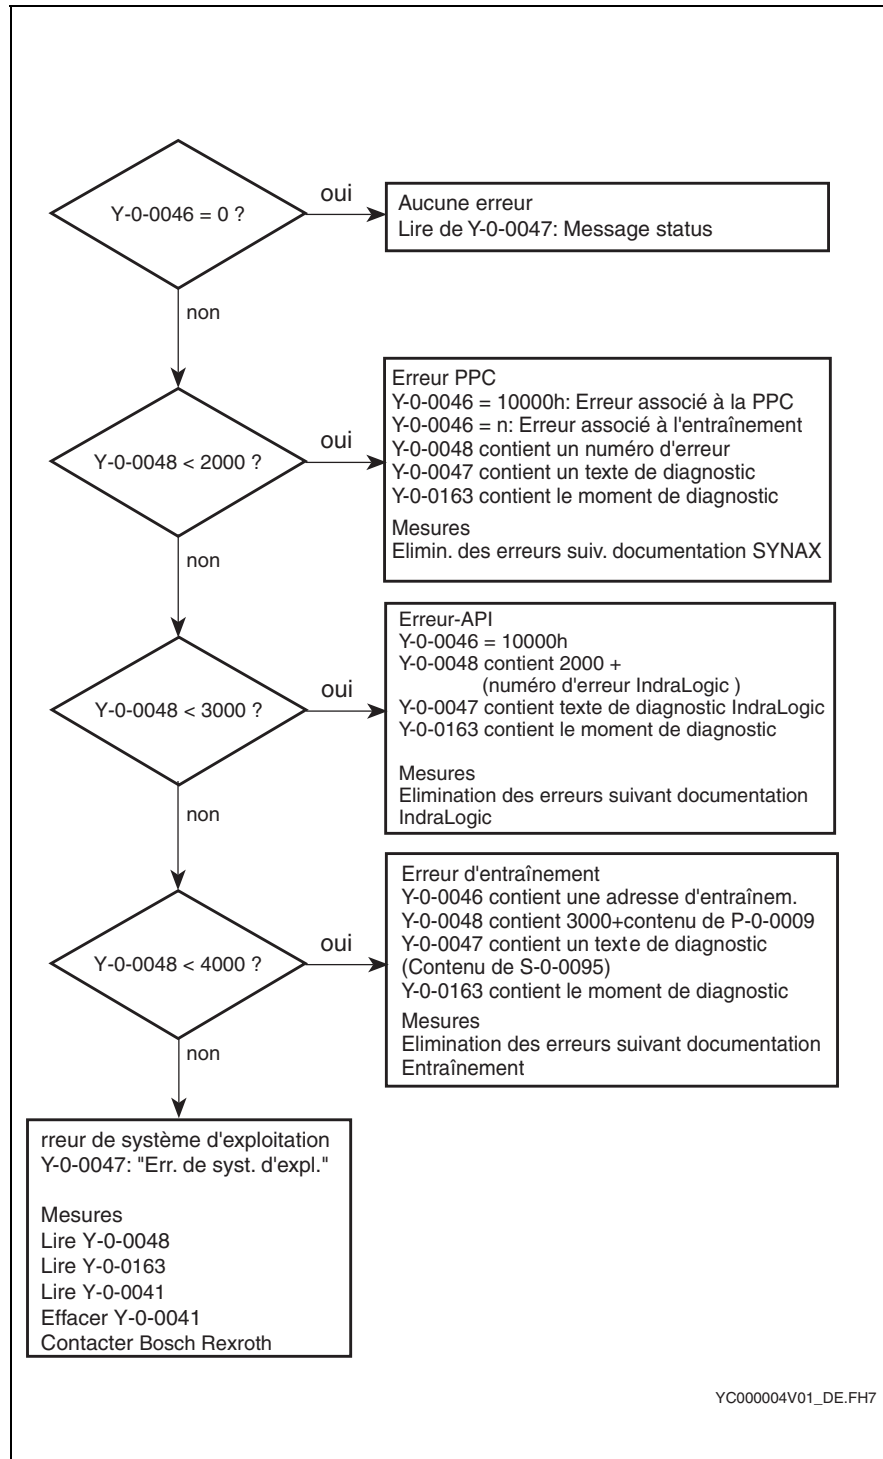 Y-0-0046 = 0 ?
oui
Aucune erreur
Lire de Y-0-0047: Message status
non
Y-0-0048 < 2000 ?
oui
Erreur PPC
Y-0-0046 = 10000h: Erreur associé à la PPC
Y-0-0046 = n: Erreur associé à l'entraînement
Y-0-0048 contient un numéro d'erreur
Y-0-0047 contient un texte de diagnostic
Y-0-0163 contient le moment de diagnostic
Mesures
Elimin. des erreurs suiv. documentation SYNAX
non
Y-0-0048 < 3000 ?
oui
Erreur-API
Y-0-0046 = 10000h
Y-0-0048 contient 2000 +
(numéro d'erreur IndraLogic )
Y-0-0047 contient texte de diagnostic IndraLogic
Y-0-0163 contient le moment de diagnostic
Mesures
Elimination des erreurs suivant documentation
IndraLogic
non
Y-0-0048 < 4000 ?
oui
Erreur d'entraînement
Y-0-0046 contient une adresse d'entraînem.
Y-0-0048 contient 3000+contenu de P-0-0009
Y-0-0047 contient un texte de diagnostic
(Contenu de S-0-0095)
Y-0-0163 contient le moment de diagnostic
Mesures
Elimination des erreurs suivant documentation
Entraînement
non
rreur de système d'exploitation
Y-0-0047: "Err. de syst. d'expl."
Mesures
Lire Y-0-0048
Lire Y-0-0163
Lire Y-0-0041
Effacer Y-0-0041
Contacter Bosch Rexroth
YC000004V01_DE.FH7